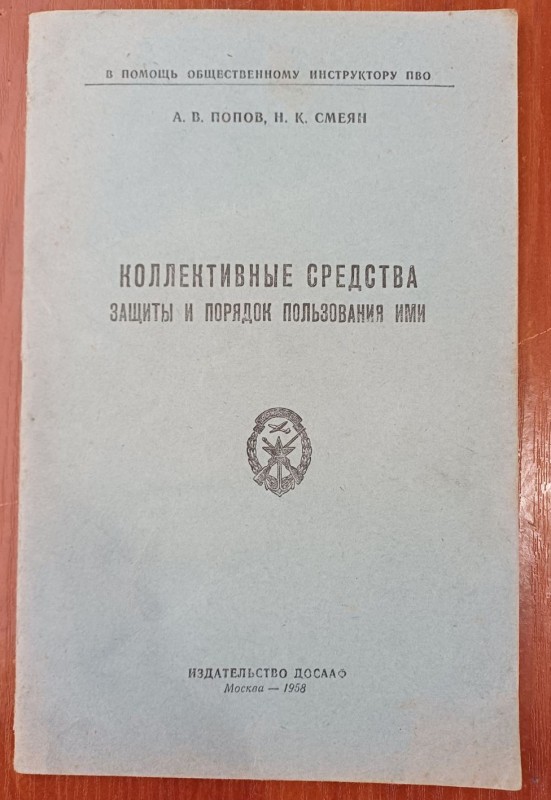 В ПОМОЩЬ ОБЩЕСТВЕННОМУ ИНСТРУКТОРУ ПВО
А. В. ПОПОВ, Н. К. СМЕЯН
КОЛЛЕКТИВНЫЕ СРЕДСТВА
ЗАЩИТЫ И ПОРЯДОК ПОЛЬЗОВАНИЯ ИМИ
ИЗДАТЕЛЬСТВО ДОСААФ
Москва — 1958